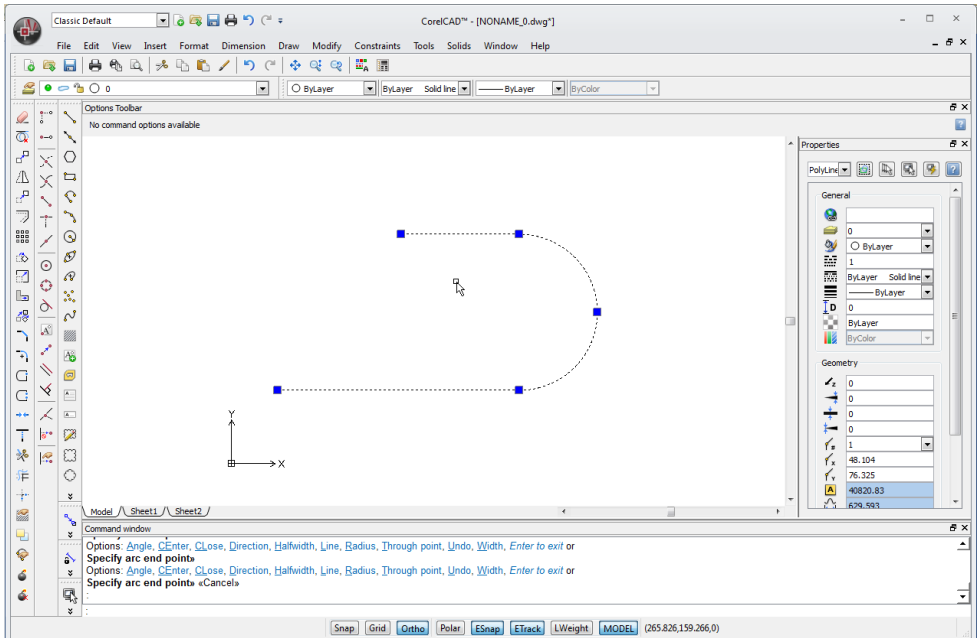 Classic Default
CorelCAD™ - [NONAME_0.dwg*]
File Edit View Insert Format Dimension Draw Modify Constraints Tools Solids Window Help
0 ByLayer ByLayer Solid line ByLayer ByColor
Options Toolbar
No command options available
Properties
PolyLine
General
0
ByLayer
1
ByLayer Solid line
ByLayer
D 0
ByLayer
ByColor
Geometry
z 0
0
0
0
# 1
x 48.104
Y 76.325
A 40820.83
629.593
Y
X
Model Sheet1 Sheet2
Command window
Options: Angle, CEnter, CLose, Direction, Halfwidth, Line, Radius, Through point, Undo, Width, Enter to exit or
Specify arc end point»
Options: Angle, CEnter, CLose, Direction, Halfwidth, Line, Radius, Through point, Undo, Width, Enter to exit or
Specify arc end point» «Cancel»
:
:
Snap Grid Ortho Polar ESnap ETrack LWeight MODEL (265.826,159.266,0)